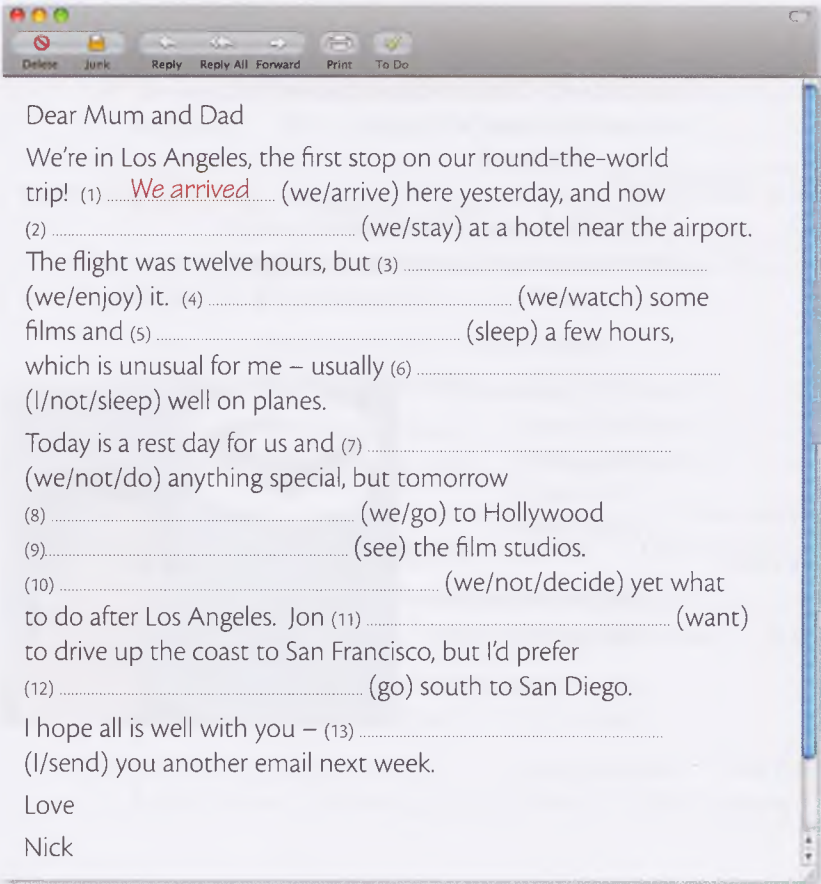 Delete Junk Reply Reply All Forward Print To Do
Dear Mum and Dad
We're in Los Angeles, the first stop on our round-the-world
trip! (1) We arrived (we/arrive) here yesterday, and now
(2) (we/stay) at a hotel near the airport.
The flight was twelve hours, but (3)
(we/enjoy) it. (4) (we/watch) some
films and (5) (sleep) a few hours,
which is unusual for me – usually (6)
(I/not/sleep) well on planes.
Today is a rest day for us and (7)
(we/not/do) anything special, but tomorrow
(8) (we/go) to Hollywood
(9) (see) the film studios.
(10) (we/not/decide) yet what
to do after Los Angeles. Jon (11) (want)
to drive up the coast to San Francisco, but I'd prefer
(12) (go) south to San Diego.
I hope all is well with you – (13)
(I/send) you another email next week.
Love
Nick